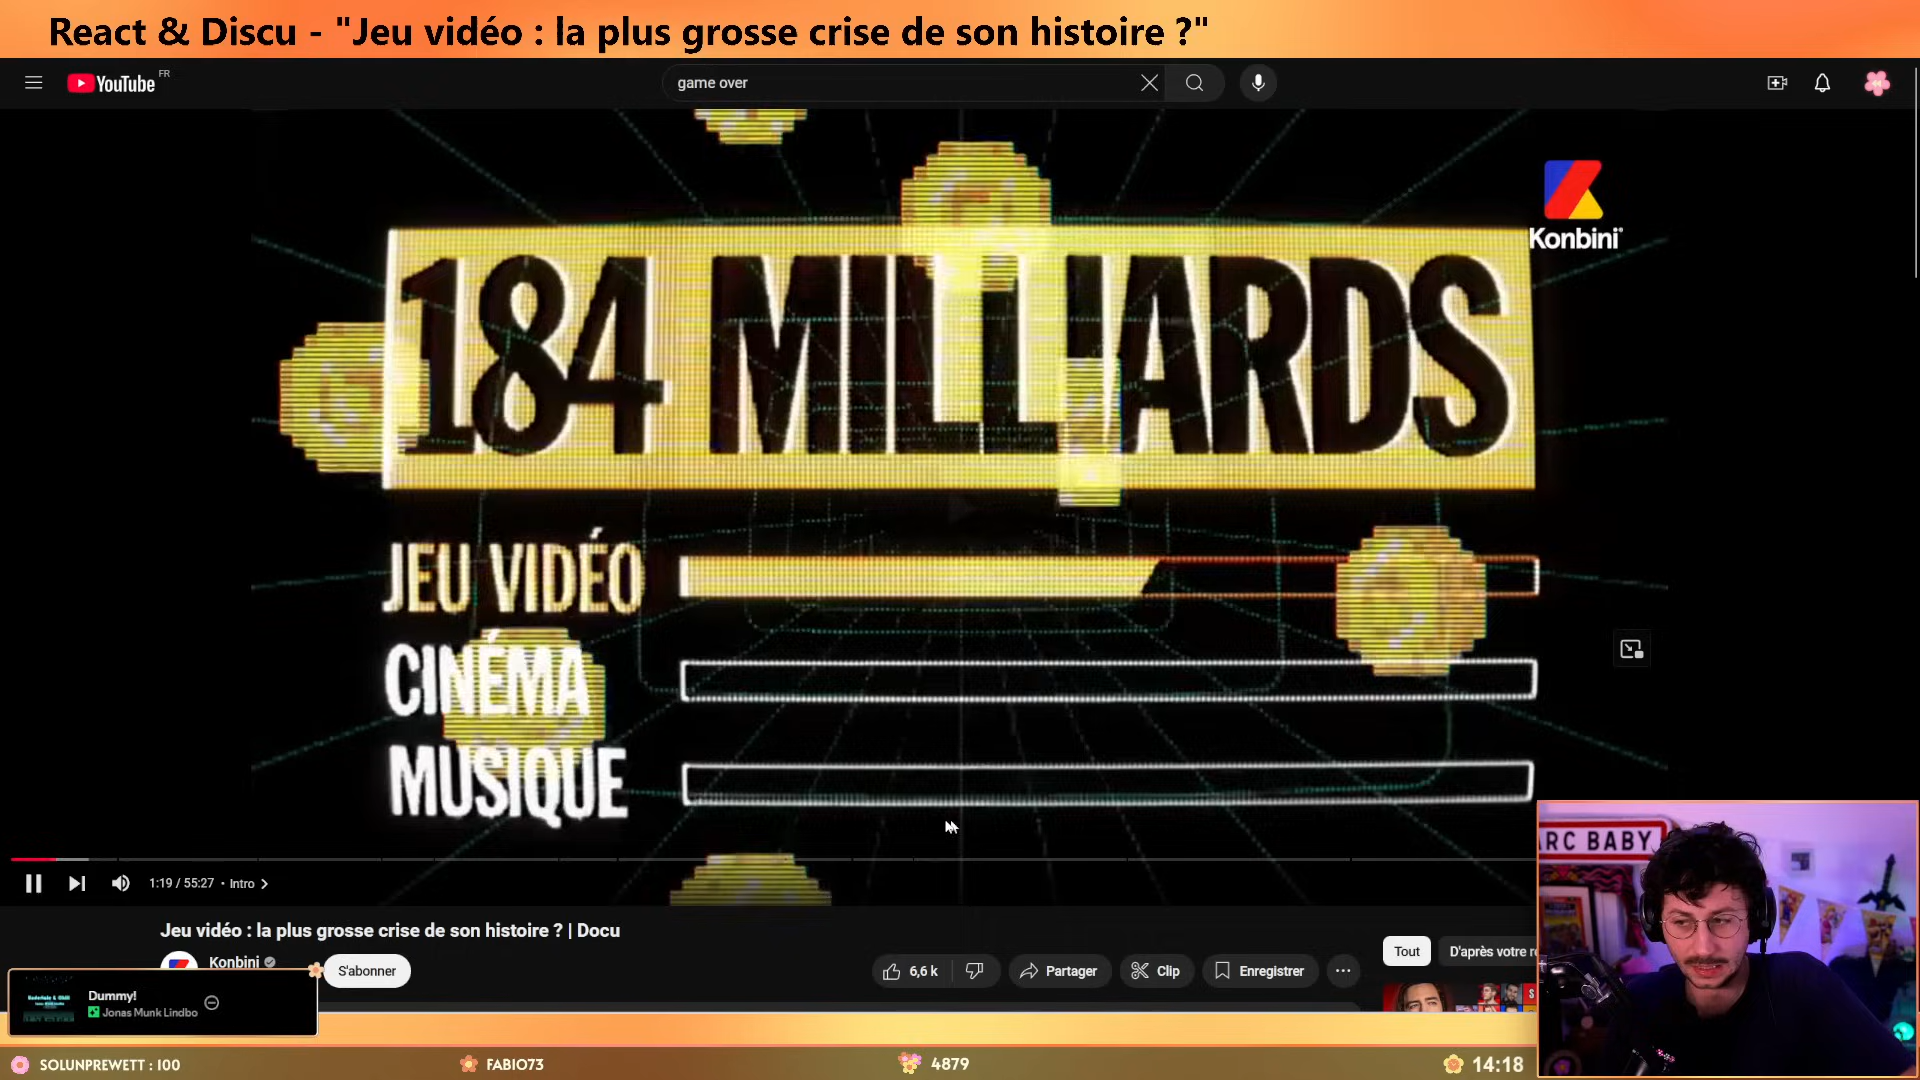 React & Discu - "Jeu vidéo : la plus grosse crise de son histoire ?"
YouTube FR
game over
Konbini
184 MILLIARDS
JEU VIDÉO
CINÉMA
MUSIQUE
1:19 / 55:27 • Intro
Jeu vidéo : la plus grosse crise de son histoire ? | Docu
Konbini
S'abonner
6,6 k
Partager
Clip
Enregistrer
Tout
D'après votre
ARC BABY
Dummy!
Jonas Munk Lindbo
SOLUNPREWETT : 100
FABIO73
4879
14:18